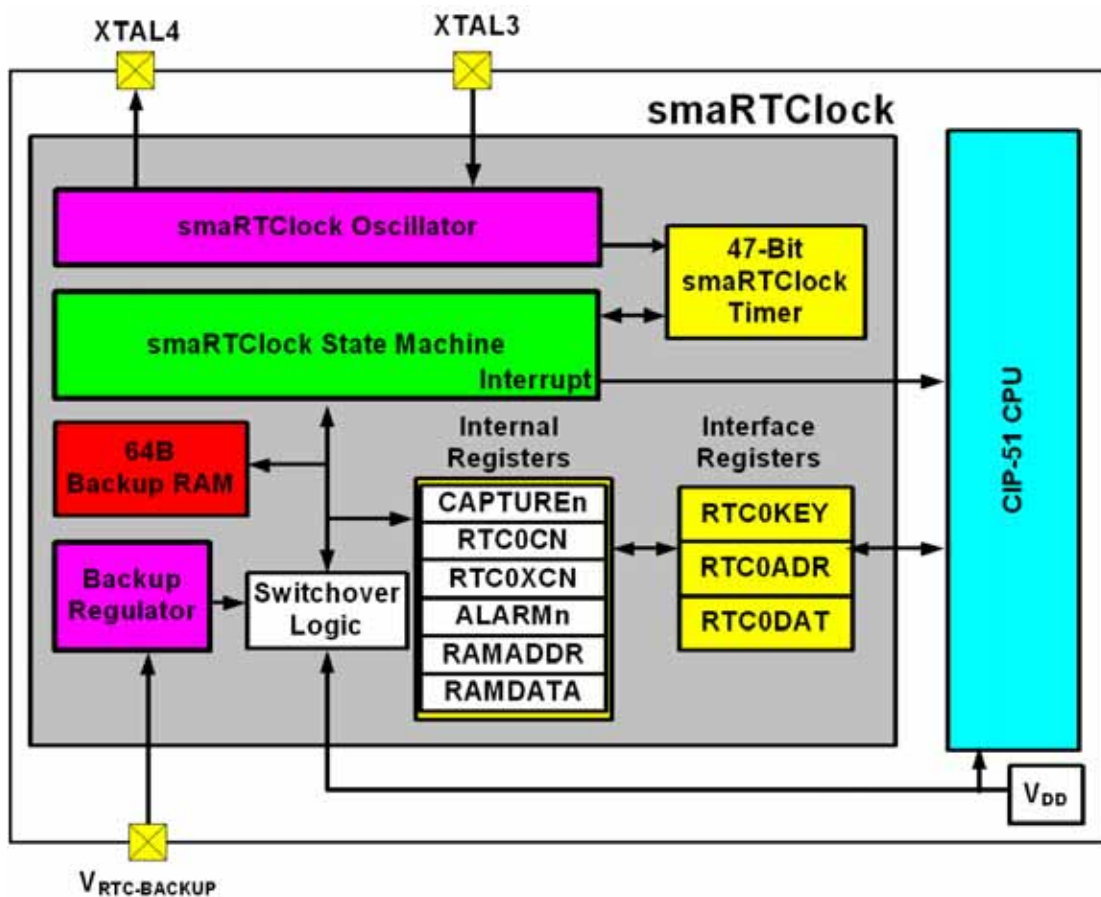 XTAL4
XTAL3
smaRTClock
smaRTClock Oscillator
47-Bit
smaRTClock
Timer
smaRTClock State Machine
Interrupt
64B
Backup RAM
Internal
Registers
Interface
Registers
CAPTUREn
RTC0CN
RTC0XCN
ALARMn
RAMADDR
RAMDATA
RTC0KEY
RTC0ADR
RTC0DAT
Backup
Regulator
Switchover
Logic
CIP-51 CPU
VDD
VRTC-BACKUP